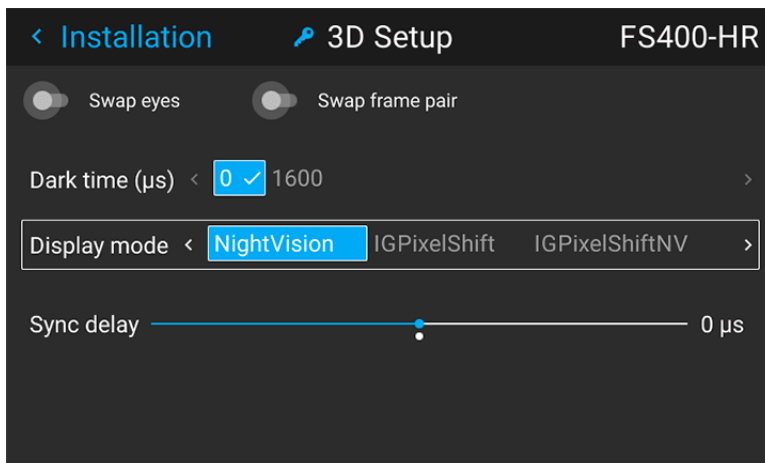 Installation 3D Setup FS400-HR
Swap eyes Swap frame pair
Dark time (µs) 0 1600
Display mode NightVision IGPixelShift IGPixelShiftNV
Sync delay 0 µs